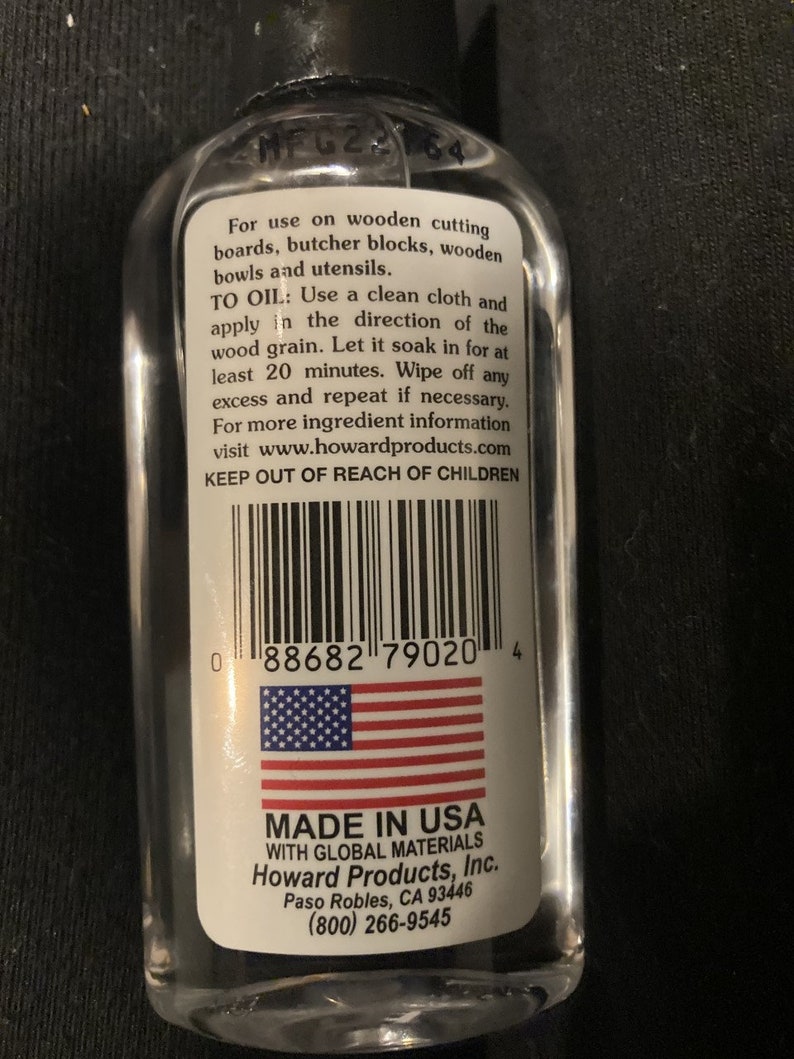 For use on wooden cutting
boards, butcher blocks, wooden
bowls and utensils.
TO OIL: Use a clean cloth and
apply in the direction of the
wood grain. Let it soak in for at
least 20 minutes. Wipe off any
excess and repeat if necessary.
For more ingredient information
visit www.howardproducts.com
KEEP OUT OF REACH OF CHILDREN
0 88682 79020 4
MADE IN USA
WITH GLOBAL MATERIALS
Howard Products, Inc.
Paso Robles, CA 93446
(800) 266-9545